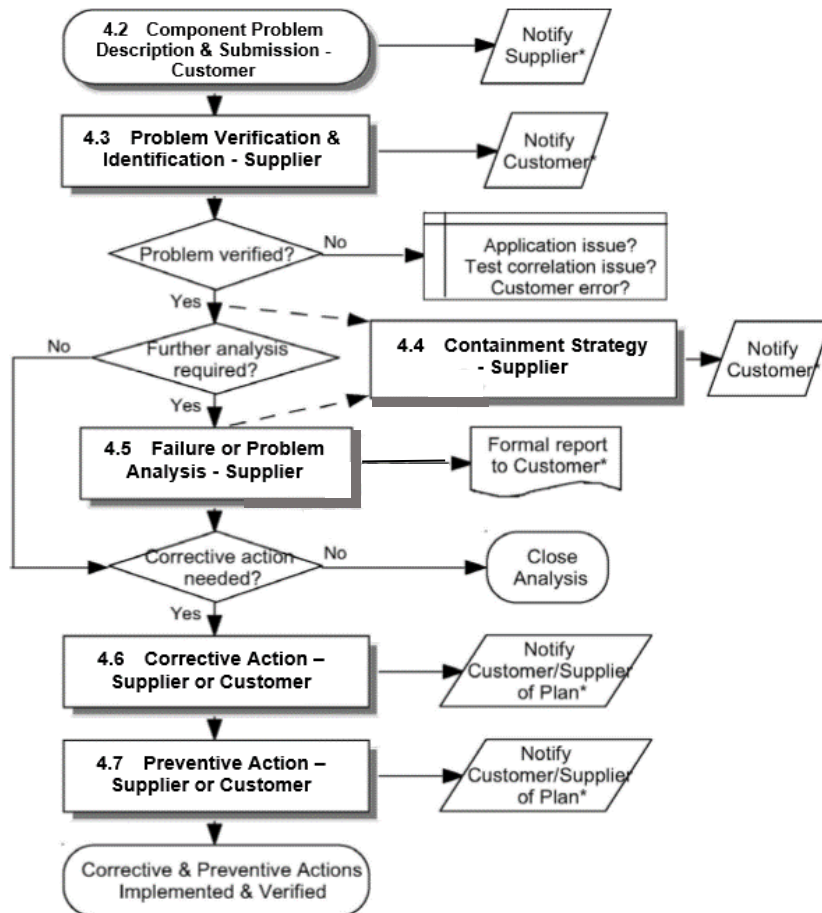 4.2 Component Problem
Description & Submission -
Customer
Notify
Supplier*
4.3 Problem Verification &
Identification - Supplier
Notify
Customer*
Problem verified?
No
Application issue?
Test correlation issue?
Customer error?
Yes
No
Further analysis
required?
4.4 Containment Strategy
- Supplier
Notify
Customer*
Yes
4.5 Failure or Problem
Analysis - Supplier
Formal report
to Customer*
Corrective action
needed?
No
Close
Analysis
Yes
4.6 Corrective Action –
Supplier or Customer
Notify
Customer/Supplier
of Plan*
4.7 Preventive Action –
Supplier or Customer
Notify
Customer/Supplier
of Plan*
Corrective & Preventive Actions
Implemented & Verified